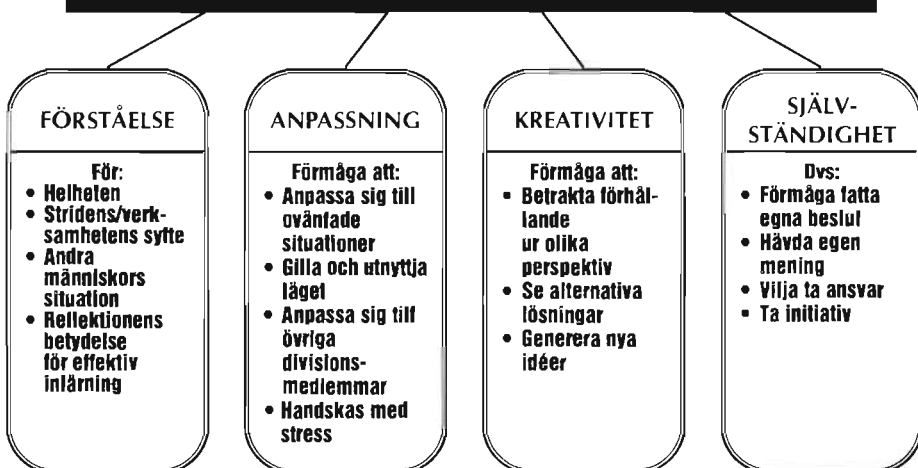 FÖRSTÅELSE
För:
• Helheten
• Stridens/verk-
samhetens syfte
• Andra
människors
situation
• Reflektionens
betydelse
för effektiv
inlärning
ANPASSNING
Förmåga att:
• Anpassa sig till
oväntade
situationer
• Gilla och utnyttja
läget
• Anpassa sig till
övriga
divisions-
medlemmar
• Handskas med
stress
KREATIVITET
Förmåga att:
• Betrakta förhål-
lande
ur olika
perspektiv
• Se alternativa
lösningar
• Generera nya
idéer
SJÄLV-
STÄNDIGHET
Dvs:
• Förmåga fatta
egna beslut
• Hävda egen
mening
• Vilja ta ansvar
• Ta initiativ